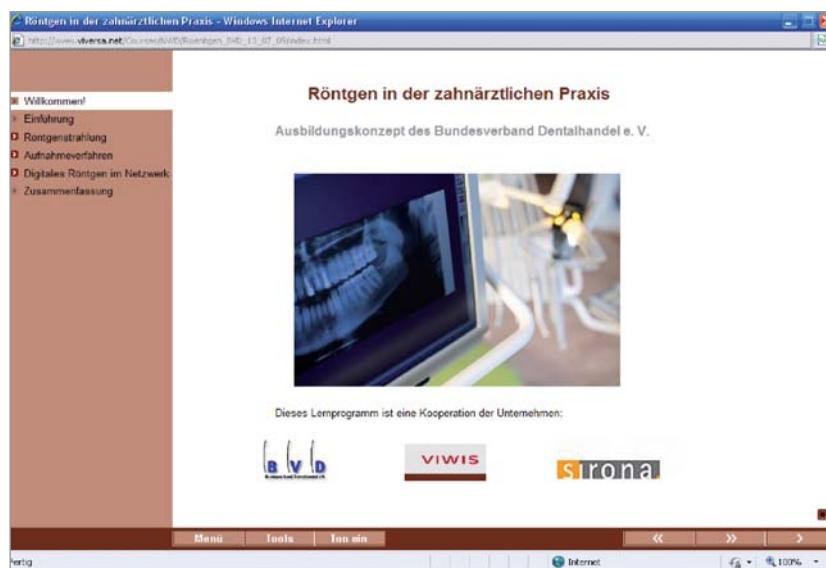 Röntgen in der zahnärztlichen Praxis - Windows Internet Explorer
viversa.net
Willkommen!
Einführung
Röntgenstrahlung
Aufnahmeverfahren
Digitales Röntgen im Netzwerk
Zusammenfassung
Röntgen in der zahnärztlichen Praxis
Ausbildungskonzept des Bundesverband Dentalhandel e. V.
Dieses Lernprogramm ist eine Kooperation der Unternehmen:
BVD
VIWIS
sirona.
Menü Tools Ton ein
Fertig Internet 100%